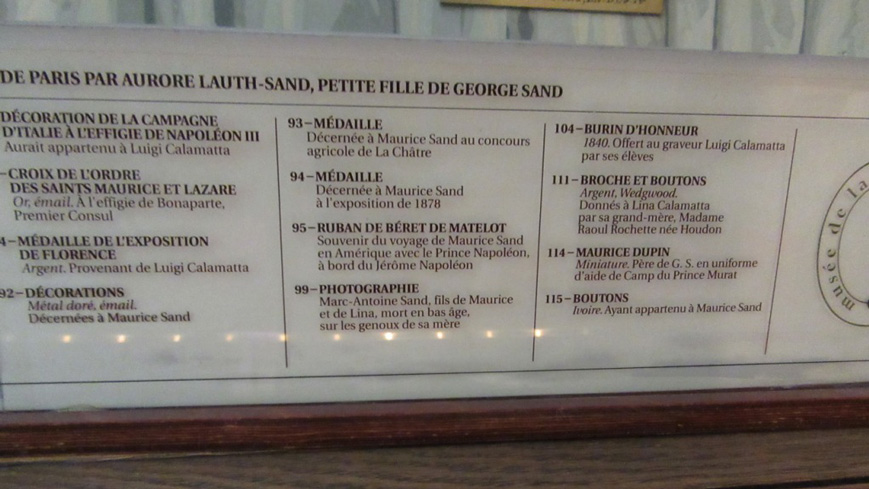 DE PARIS PAR AURORE LAUTH-SAND, PETITE FILLE DE GEORGE SAND
DÉCORATION DE LA CAMPAGNE
D'ITALIE À L'EFFIGIE DE NAPOLÉON III
Aurait appartenu à Luigi Calamatta
–CROIX DE L'ORDRE
DES SAINTS MAURICE ET LAZARE
Or, émail. À l'effigie de Bonaparte,
Premier Consul
4–MÉDAILLE DE L'EXPOSITION
DE FLORENCE
Argent. Provenant de Luigi Calamatta
92–DÉCORATIONS
Métal doré, émail.
Décernées à Maurice Sand
93–MÉDAILLE
Décernée à Maurice Sand au concours
agricole de La Châtre
94–MÉDAILLE
Décernée à Maurice Sand
à l'exposition de 1878
95–RUBAN DE BÉRET DE MATELOT
Souvenir du voyage de Maurice Sand
en Amérique avec le Prince Napoléon,
à bord du Jérôme Napoléon
99–PHOTOGRAPHIE
Marc-Antoine Sand, fils de Maurice
et de Lina, mort en bas âge,
sur les genoux de sa mère
104–BURIN D'HONNEUR
1840. Offert au graveur Luigi Calamatta
par ses élèves
111–BROCHE ET BOUTONS
Argent, Wedgwood.
Donnés à Lina Calamatta
par sa grand-mère, Madame
Raoul Rochette née Houdon
114–MAURICE DUPIN
Miniature. Père de G. S. en uniforme
d'aide de Camp du Prince Murat
115–BOUTONS
Ivoire. Ayant appartenu à Maurice Sand
musée de la